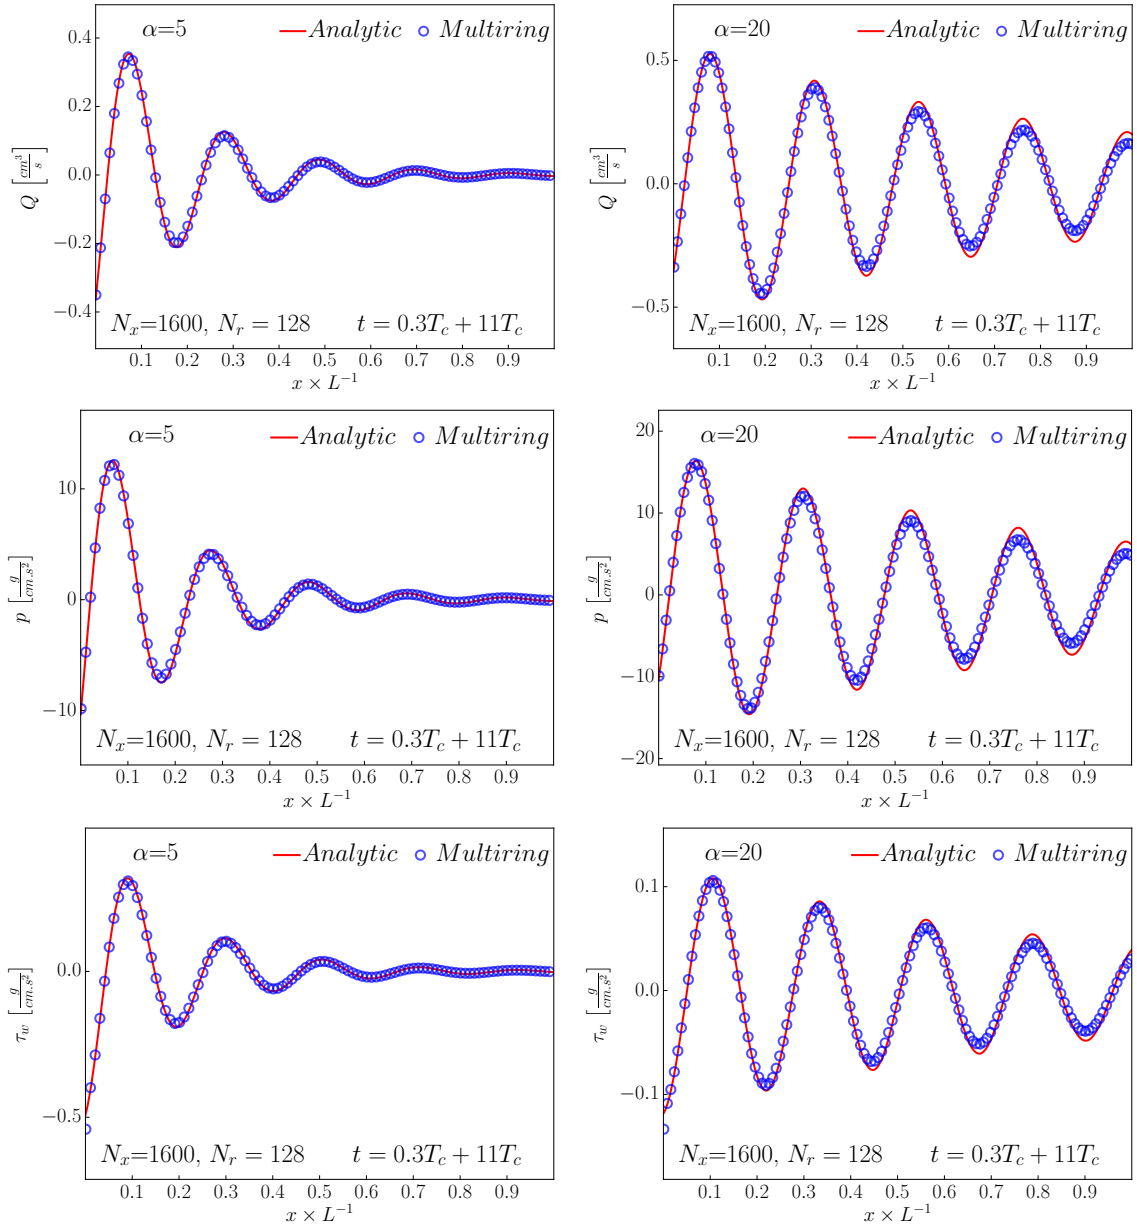 α=5 Analytic Multiring
0.4
0.2
0.0
−0.2
−0.4
Q [cm³/s]
N_x=1600, N_r = 128 t = 0.3T_c + 11T_c
0.1 0.2 0.3 0.4 0.5 0.6 0.7 0.8 0.9
x × L⁻¹
α=20 Analytic Multiring
0.5
0.0
−0.5
Q [cm³/s]
N_x=1600, N_r = 128 t = 0.3T_c + 11T_c
0.1 0.2 0.3 0.4 0.5 0.6 0.7 0.8 0.9
x × L⁻¹
α=5 Analytic Multiring
10
0
−10
p [g/cm.s²]
N_x=1600, N_r = 128 t = 0.3T_c + 11T_c
0.1 0.2 0.3 0.4 0.5 0.6 0.7 0.8 0.9
x × L⁻¹
α=20 Analytic Multiring
20
10
0
−10
−20
p [g/cm.s²]
N_x=1600, N_r = 128 t = 0.3T_c + 11T_c
0.1 0.2 0.3 0.4 0.5 0.6 0.7 0.8 0.9
x × L⁻¹
α=5 Analytic Multiring
0.0
−0.5
τ_w [g/cm.s²]
N_x=1600, N_r = 128 t = 0.3T_c + 11T_c
0.1 0.2 0.3 0.4 0.5 0.6 0.7 0.8 0.9
x × L⁻¹
α=20 Analytic Multiring
0.1
0.0
−0.1
τ_w [g/cm.s²]
N_x=1600, N_r = 128 t = 0.3T_c + 11T_c
0.1 0.2 0.3 0.4 0.5 0.6 0.7 0.8 0.9
x × L⁻¹